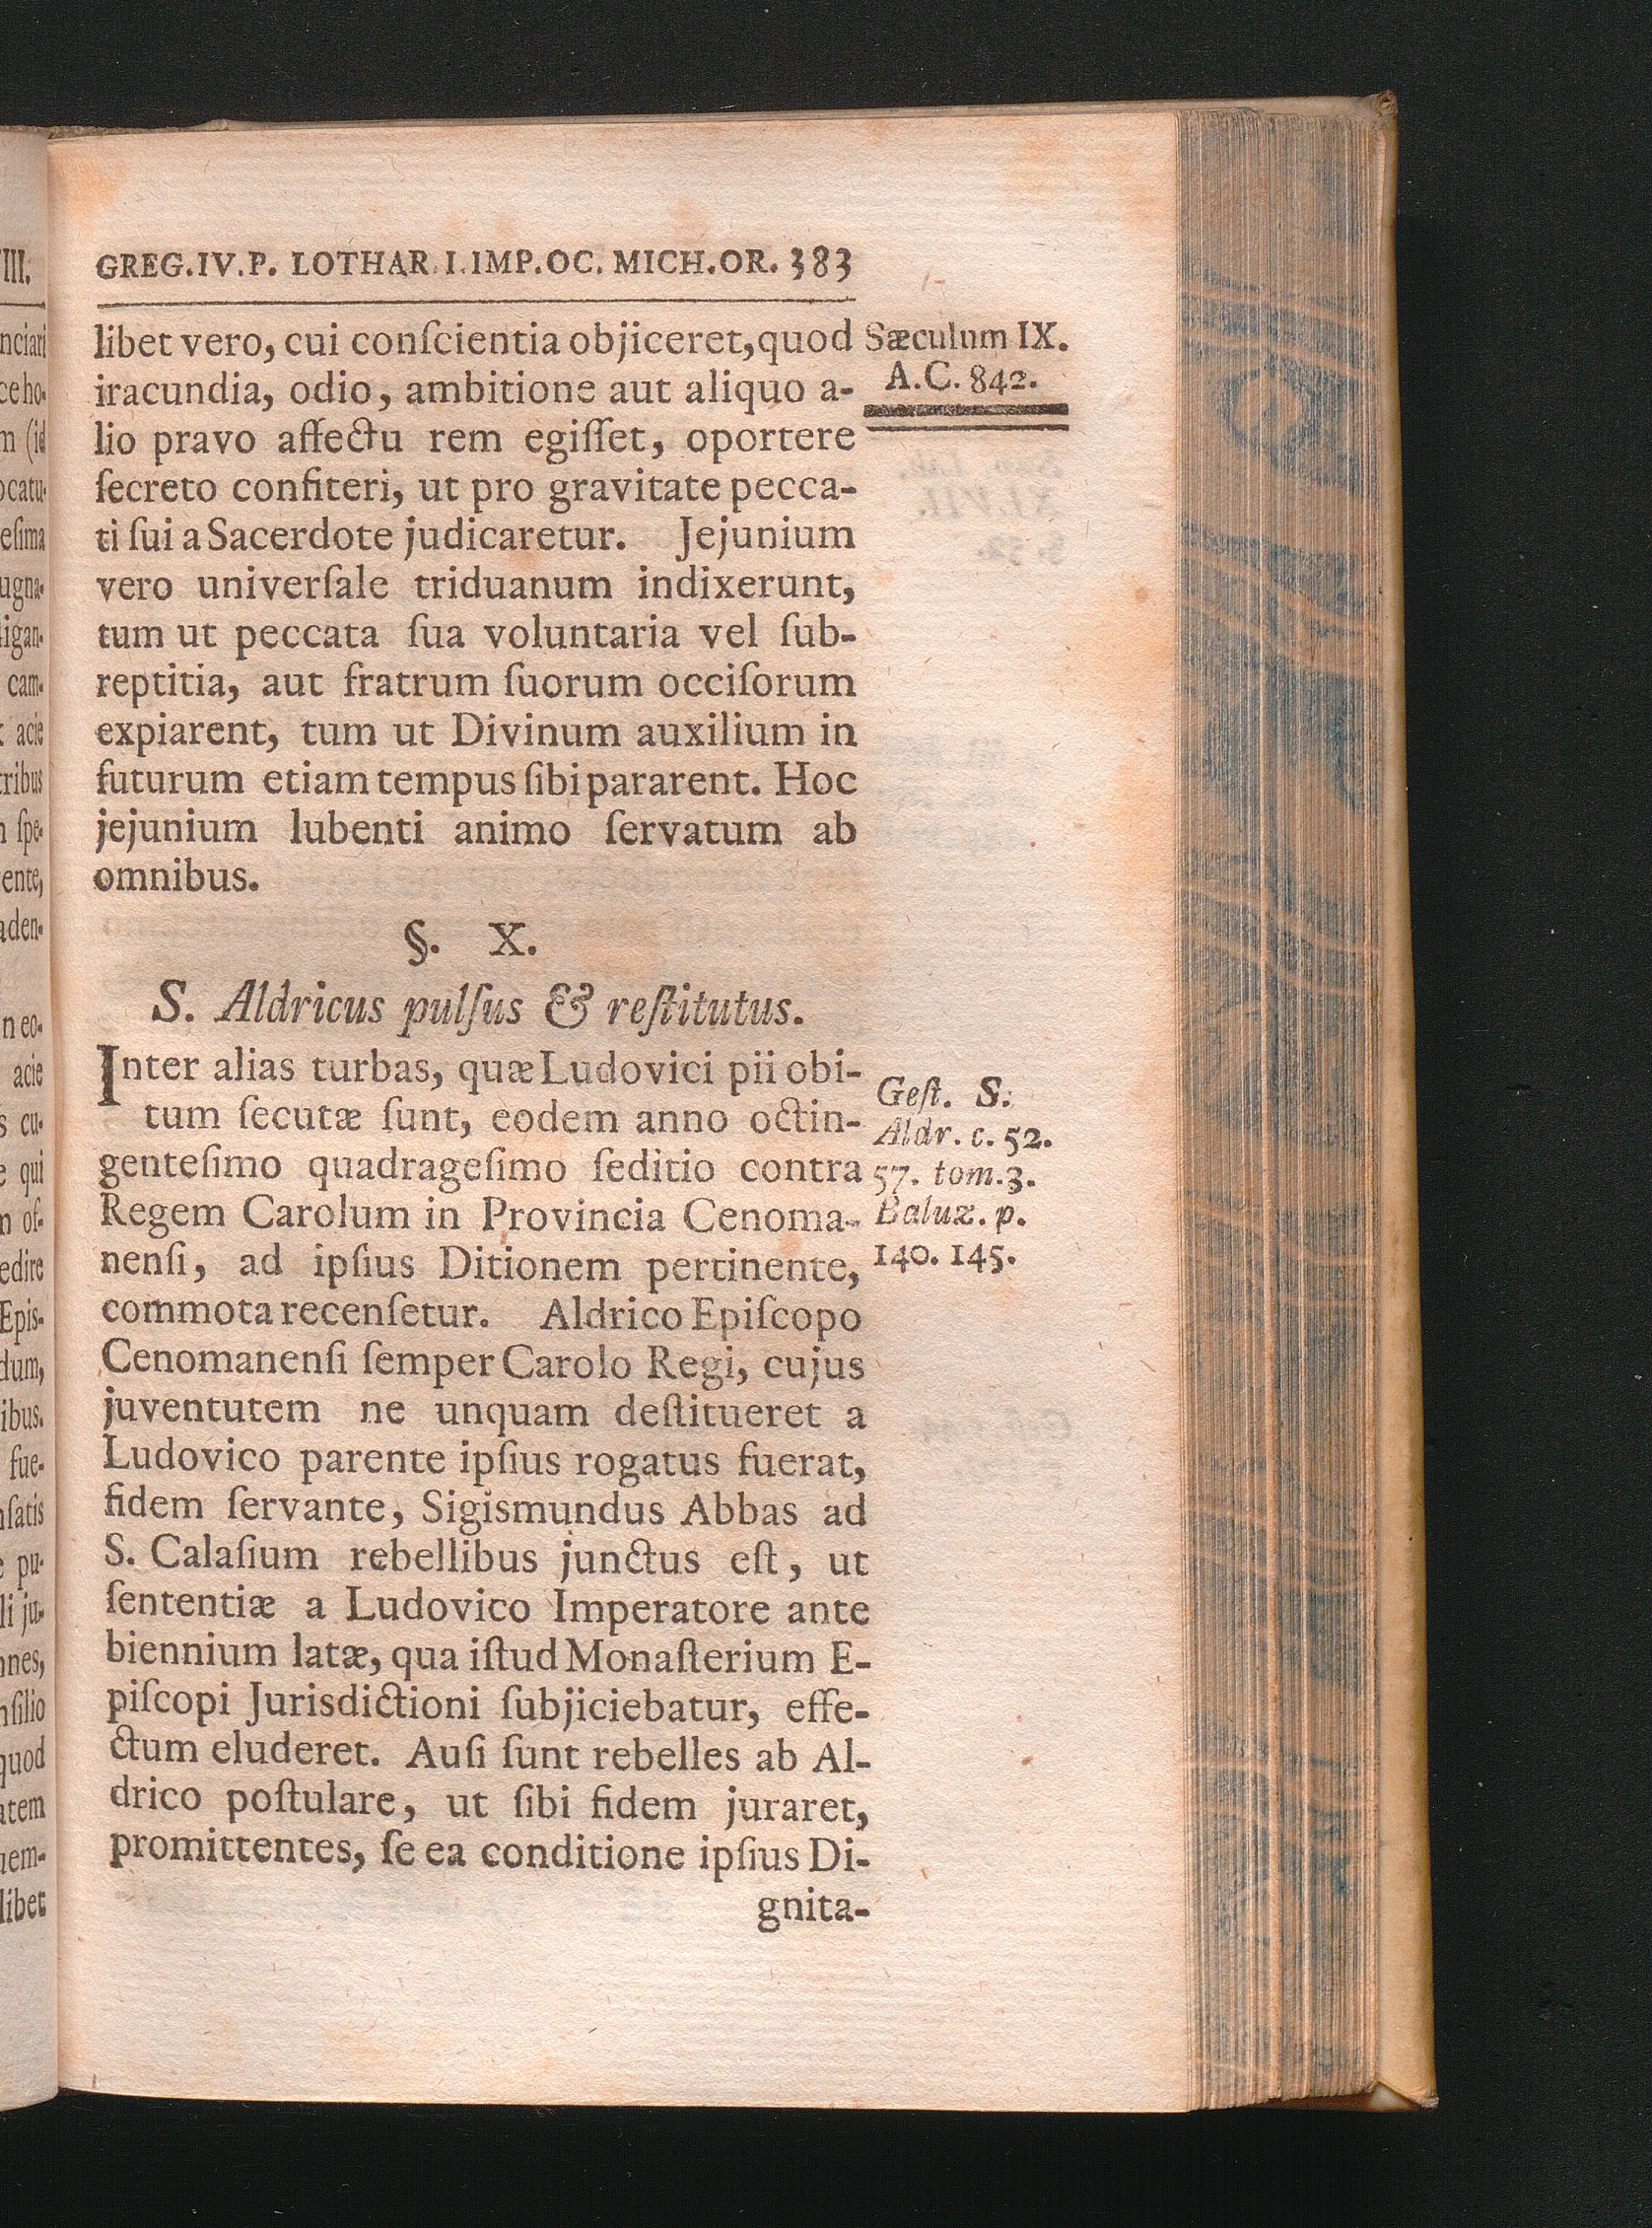 GREG.IV.P. LOTHAR.I.IMP.OC. MICH.OR. 383
libet vero, cui conſcientia objiceret, quod
iracundia, odio, ambitione aut aliquo a-
lio pravo affectu rem egiſſet, oportere
ſecreto confiteri, ut pro gravitate pecca-
ti ſui a Sacerdote judicaretur. Jejunium
vero univerſale triduanum indixerunt,
tum ut peccata ſua voluntaria vel ſub-
reptitia, aut fratrum ſuorum occiſorum
expiarent, tum ut Divinum auxilium in
futurum etiam tempus ſibi pararent. Hoc
jejunium lubenti animo ſervatum ab
omnibus.
Sæculum IX.
A.C. 842.
§. X.
S. Aldricus pulſus & reſtitutus.
Inter alias turbas, quæ Ludovici pii obi-
tum ſecutæ ſunt, eodem anno octin-
genteſimo quadrageſimo ſeditio contra
Regem Carolum in Provincia Cenoma-
nenſi, ad ipſius Ditionem pertinente,
commota recenſetur. Aldrico Epiſcopo
Cenomanenſi ſemper Carolo Regi, cujus
juventutem ne unquam deſtitueret a
Ludovico parente ipſius rogatus fuerat,
fidem ſervante, Sigismundus Abbas ad
S. Calaſium rebellibus junctus eſt, ut
ſententiæ a Ludovico Imperatore ante
biennium latæ, qua iſtud Monaſterium E-
piſcopi Jurisdictioni ſubjiciebatur, effe-
ctum eluderet. Auſi ſunt rebelles ab Al-
drico poſtulare, ut ſibi fidem juraret,
promittentes, ſe ea conditione ipſius Di-
gnita-
Geſt. S.
Aldr. c. 52.
57. tom.3.
Baluz. p.
140. 145.